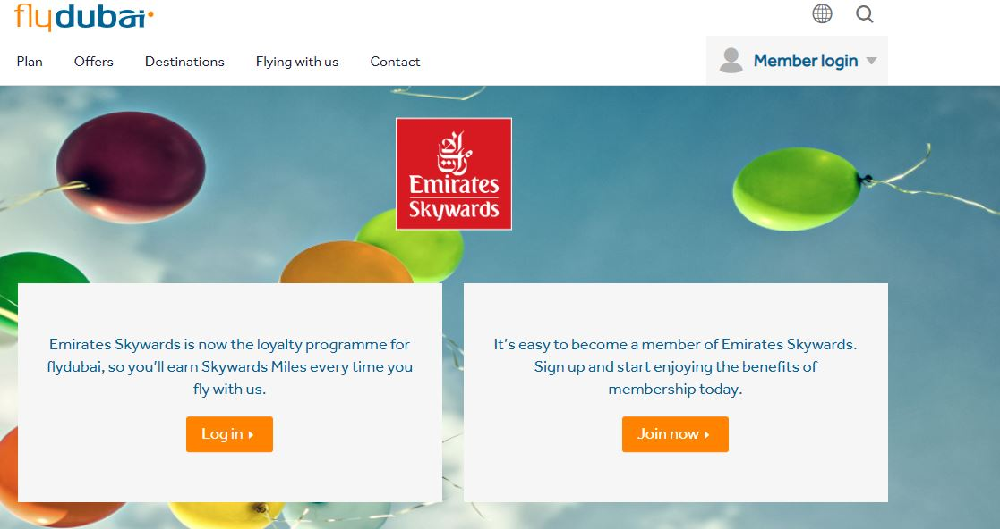 flydubai
Plan
Offers
Destinations
Flying with us
Contact
Member login
Emirates
Skywards
Emirates Skywards is now the loyalty programme for
flydubai, so you'll earn Skywards Miles every time you
fly with us.
Log in
It's easy to become a member of Emirates Skywards.
Sign up and start enjoying the benefits of
membership today.
Join now